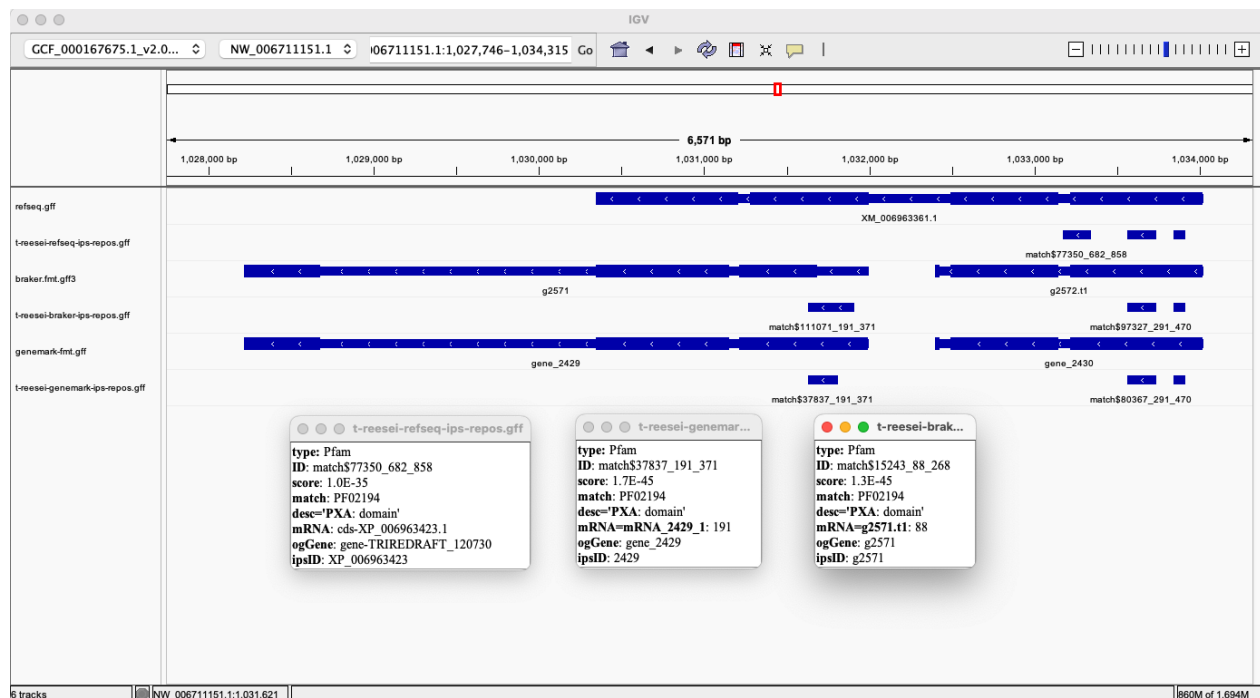 IGV
GCF_000167675.1_v2.0...
NW_006711151.1
)06711151.1:1,027,746-1,034,315
Go
6,571 bp
1,028,000 bp 1,029,000 bp 1,030,000 bp 1,031,000 bp 1,032,000 bp 1,033,000 bp 1,034,000 bp
refseq.gff
XM_006963361.1
t-reesei-refseq-ips-repos.gff
match$77350_682_858
braker.fmt.gff3
g2571 g2572.t1
t-reesei-braker-ips-repos.gff
match$111071_191_371 match$97327_291_470
genemark-fmt.gff
gene_2429 gene_2430
t-reesei-genemark-ips-repos.gff
match$37837_191_371 match$80367_291_470
t-reesei-refseq-ips-repos.gff
type: Pfam
ID: match$77350_682_858
score: 1.0E-35
match: PF02194
desc='PXA: domain'
mRNA: cds-XP_006963423.1
ogGene: gene-TRIREDRAFT_120730
ipsID: XP_006963423
t-reesei-genemar...
type: Pfam
ID: match$37837_191_371
score: 1.7E-45
match: PF02194
desc='PXA: domain'
mRNA=mRNA_2429_1: 191
ogGene: gene_2429
ipsID: 2429
t-reesei-brak...
type: Pfam
ID: match$15243_88_268
score: 1.3E-45
match: PF02194
desc='PXA: domain'
mRNA=g2571.t1: 88
ogGene: g2571
ipsID: g2571
6 tracks
NW_006711151.1:1,031,621
860M of 1,694M